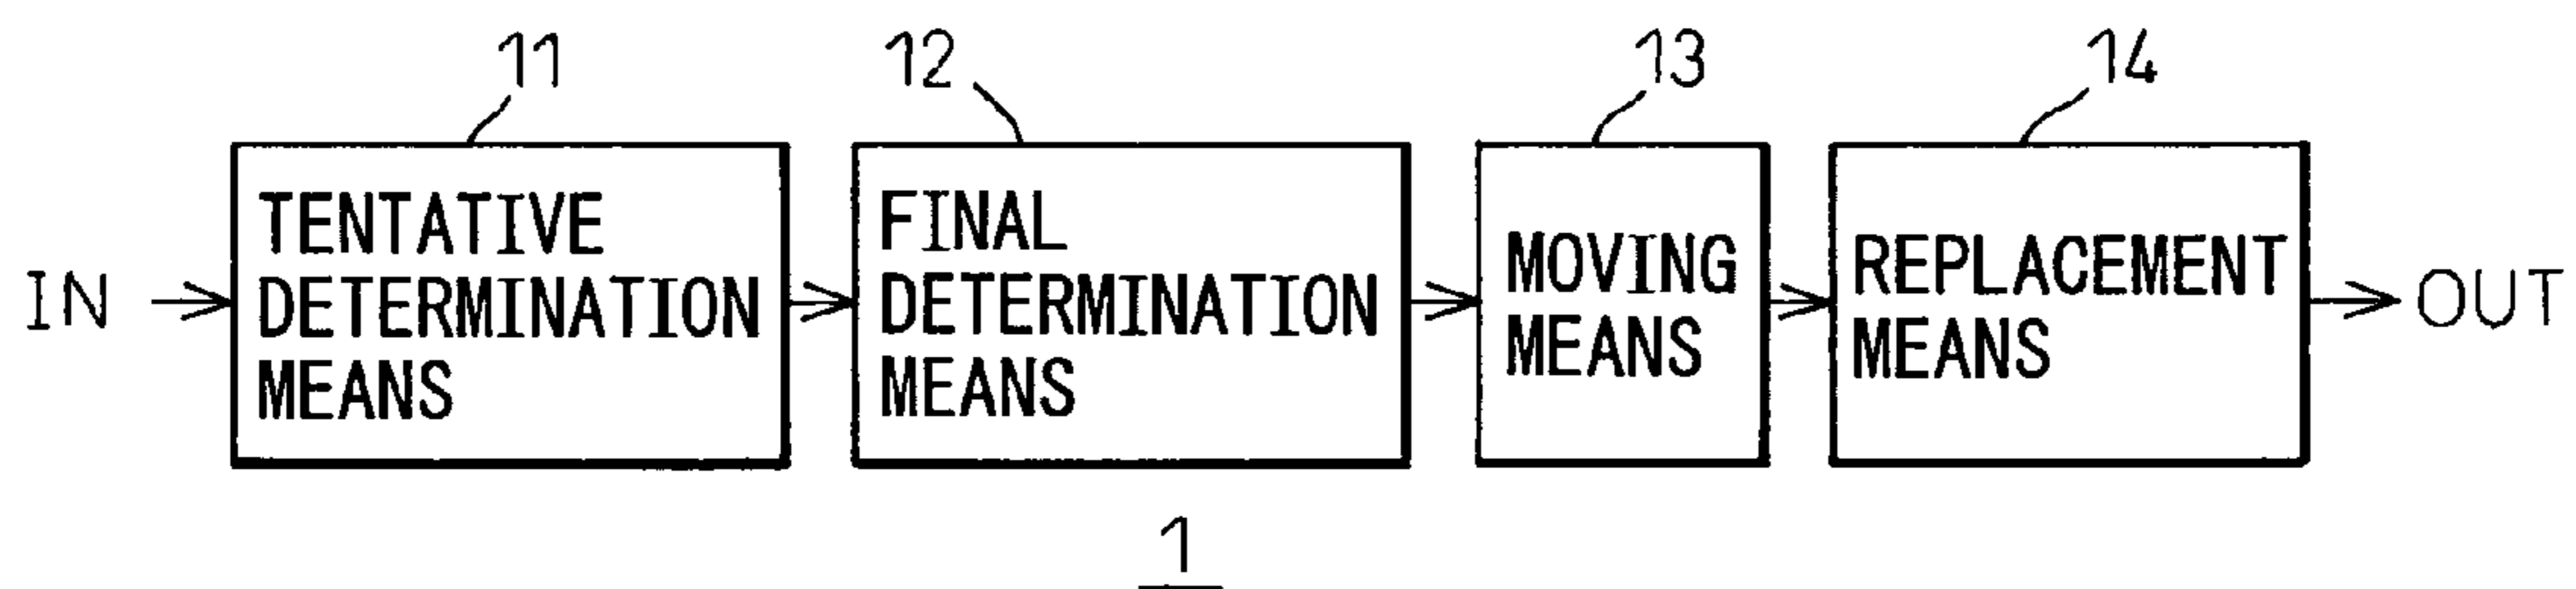 11
12
13
14
IN
TENTATIVE
DETERMINATION
MEANS
FINAL
DETERMINATION
MEANS
MOVING
MEANS
REPLACEMENT
MEANS
OUT
1